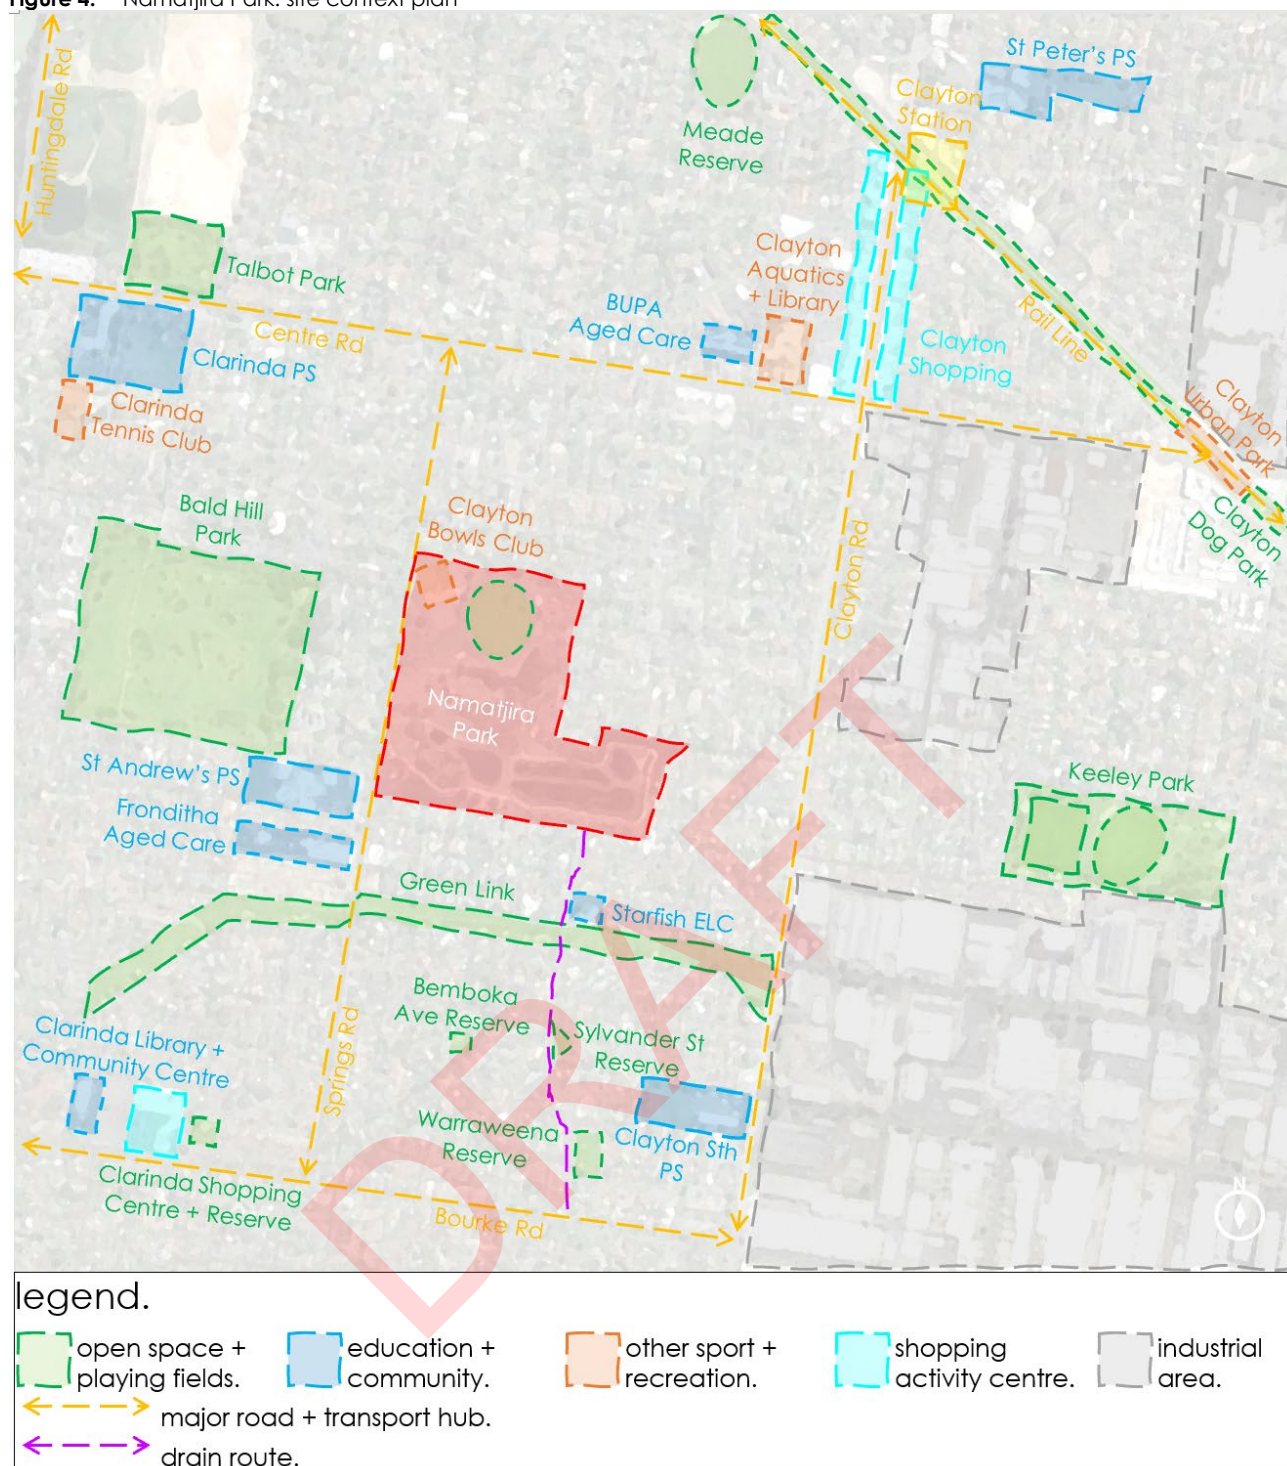 Figure 4. Namatjira Park: site context plan
Huntingdale Rd
St Peter's PS
Clayton
Station
Meade
Reserve
Talbot Park
Clayton
Aquatics
+ Library
BUPA
Aged Care
Centre Rd
Rail Line
Clayton
Shopping
Clarinda PS
Clarinda
Tennis Club
Clayton
Urban Park
Clayton
Dog Park
Bald Hill
Park
Clayton
Bowls Club
Clayton Rd
Namatjira
Park
St Andrew's PS
Fronditha
Aged Care
Keeley Park
Green Link
Starfish ELC
Bemboka
Ave Reserve
Sylvander St
Reserve
Clarinda Library +
Community Centre
Springs Rd
Warraweena
Reserve
Clayton Sth
PS
Clarinda Shopping
Centre + Reserve
Bourke Rd
N
DRAFT
legend.
open space +
playing fields.
education +
community.
other sport +
recreation.
shopping
activity centre.
industrial
area.
major road + transport hub.
drain route.